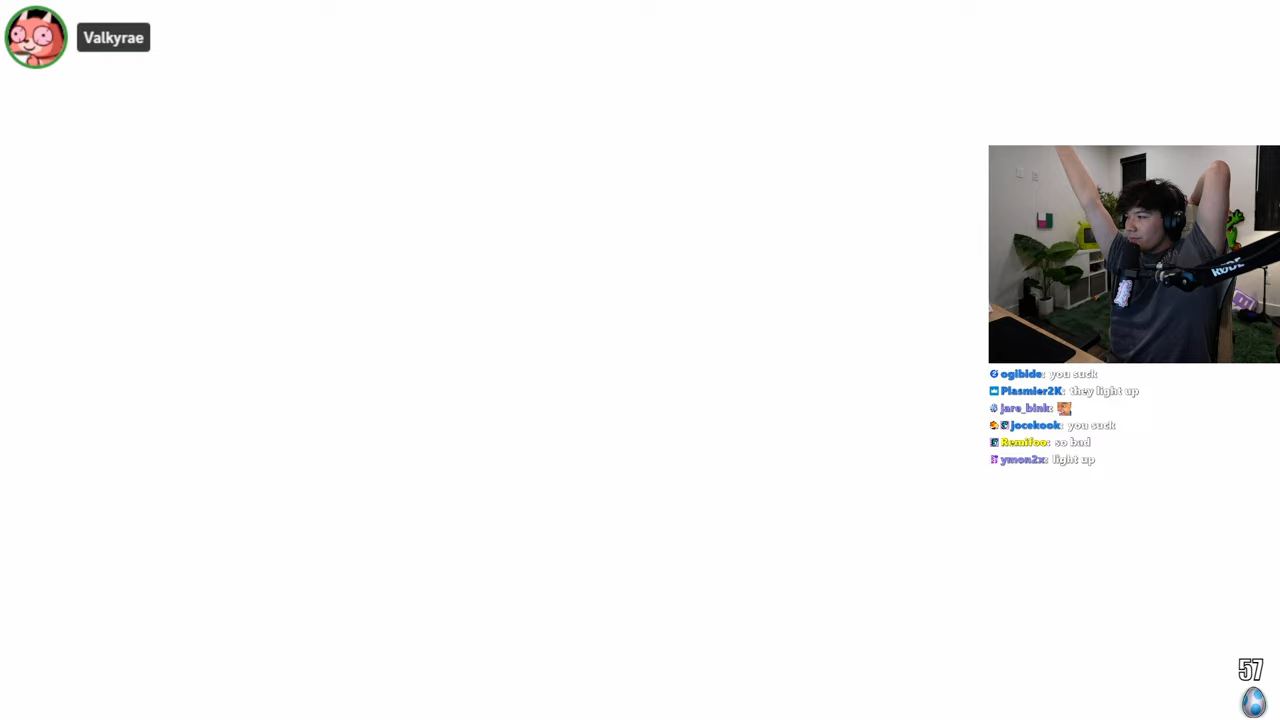 Valkyrae
RØDE
ogibide: you suck
Plasmier2K: they light up
jare_bink:
jocekook: you suck
Remifoo: so bad
ymon2x: light up
57